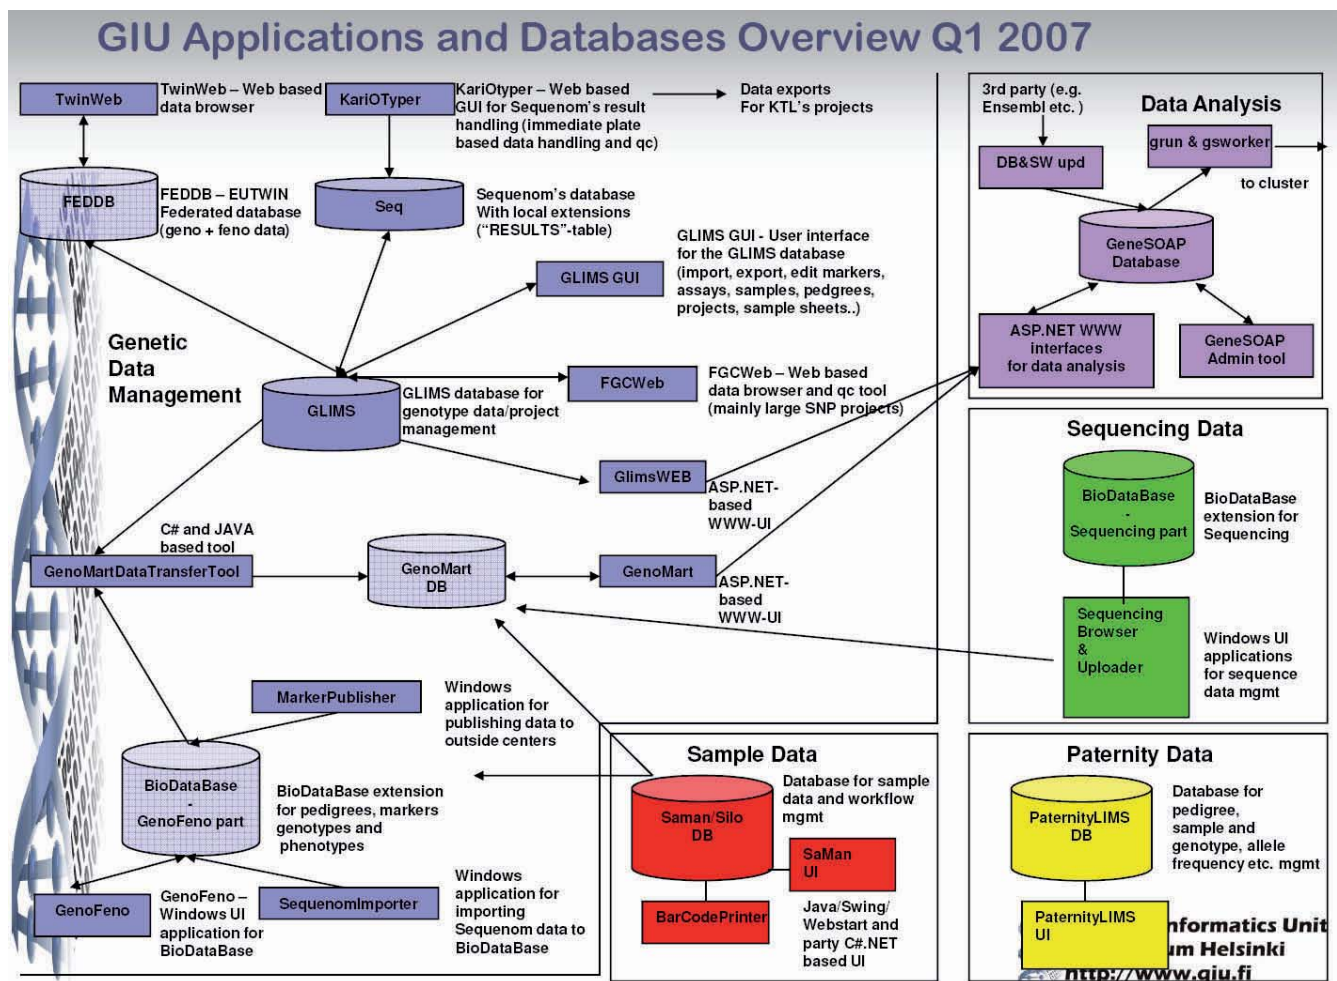 GIU Applications and Databases Overview Q1 2007
TwinWeb
TwinWeb – Web based
data browser
KariOTyper
KariOtyper – Web based
GUI for Sequenom's result
handling (immediate plate
based data handling and qc)
Data exports
For KTL's projects
FEDDB
FEDDB – EUTWIN
Federated database
(geno + feno data)
Seq
Sequenom's database
With local extensions
("RESULTS"-table)
GLIMS GUI
GLIMS GUI - User interface
for the GLIMS database
(import, export, edit markers,
assays, samples, pedgrees,
projects, sample sheets..)
Genetic
Data
Management
GLIMS
GLIMS database for
genotype data/project
management
FGCWeb
FGCWeb – Web based
data browser and qc tool
(mainly large SNP projects)
GlimsWEB
ASP.NET-
based
WWW-UI
C# and JAVA
based tool
GenoMartDataTransferTool
GenoMart
DB
GenoMart
ASP.NET-
based
WWW-UI
MarkerPublisher
Windows
application for
publishing data to
outside centers
BioDataBase
-
GenoFeno part
BioDataBase extension
for pedigrees, markers
genotypes and
phenotypes
GenoFeno
GenoFeno –
Windows UI
application for
BioDataBase
SequenomImporter
Windows
application for
importing
Sequenom data to
BioDataBase
3rd party (e.g.
Ensembl etc. )
Data Analysis
DB&SW upd
grun & gsworker
to cluster
GeneSOAP
Database
ASP.NET WWW
interfaces
for data analysis
GeneSOAP
Admin tool
Sequencing Data
BioDataBase
-
Sequencing part
BioDataBase
extension for
Sequencing
Sequencing
Browser
&
Uploader
Windows UI
applications
for sequence
data mgmt
Sample Data
Saman/Silo
DB
Database for sample
data and workflow
mgmt
SaMan
UI
BarCodePrinter
Java/Swing/
Webstart and
party C#.NET
based UI
Paternity Data
PaternityLIMS
DB
Database for
pedigree,
sample and
genotype, allele
frequency etc. mgmt
PaternityLIMS
UI
nformatics Unit
um Helsinki
http://www.giu.fi